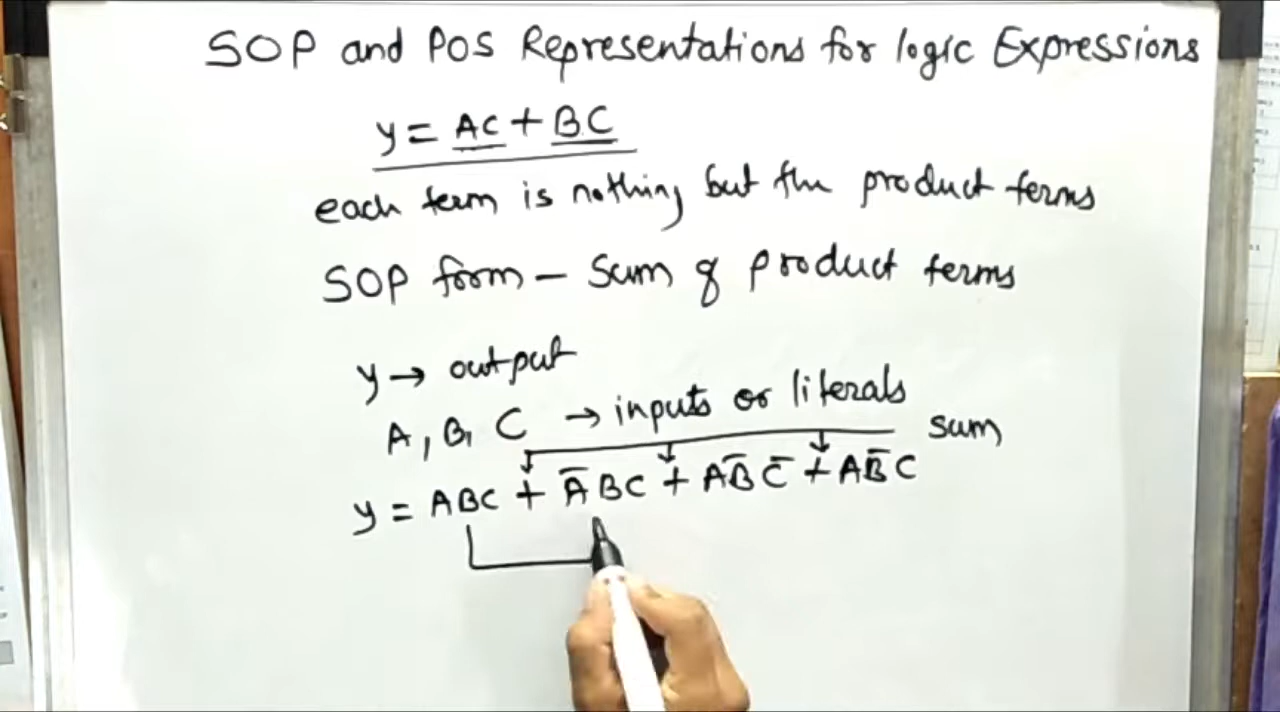 SOP and POS Representations for logic Expressions
y = AC + BC
each term is nothing but the product terms
SOP form - Sum of product terms
y → output
A, B, C → inputs or literals
sum
y = ABC + A̅BC + AB̅C̅ + AB̅C